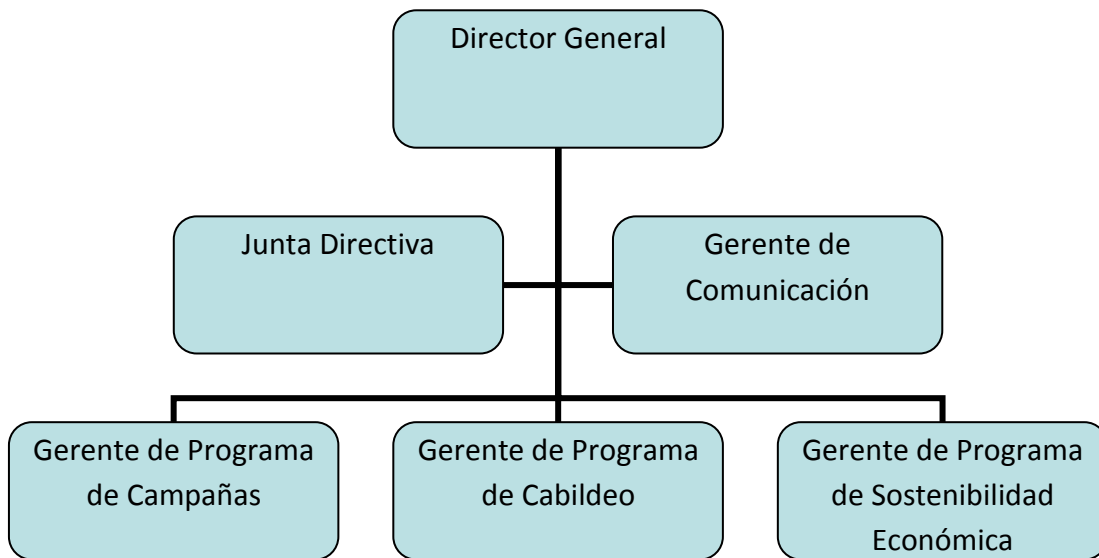 Director General
Junta Directiva
Gerente de
Comunicación
Gerente de Programa
de Campañas
Gerente de Programa
de Cabildeo
Gerente de Programa
de Sostenibilidad
Económica